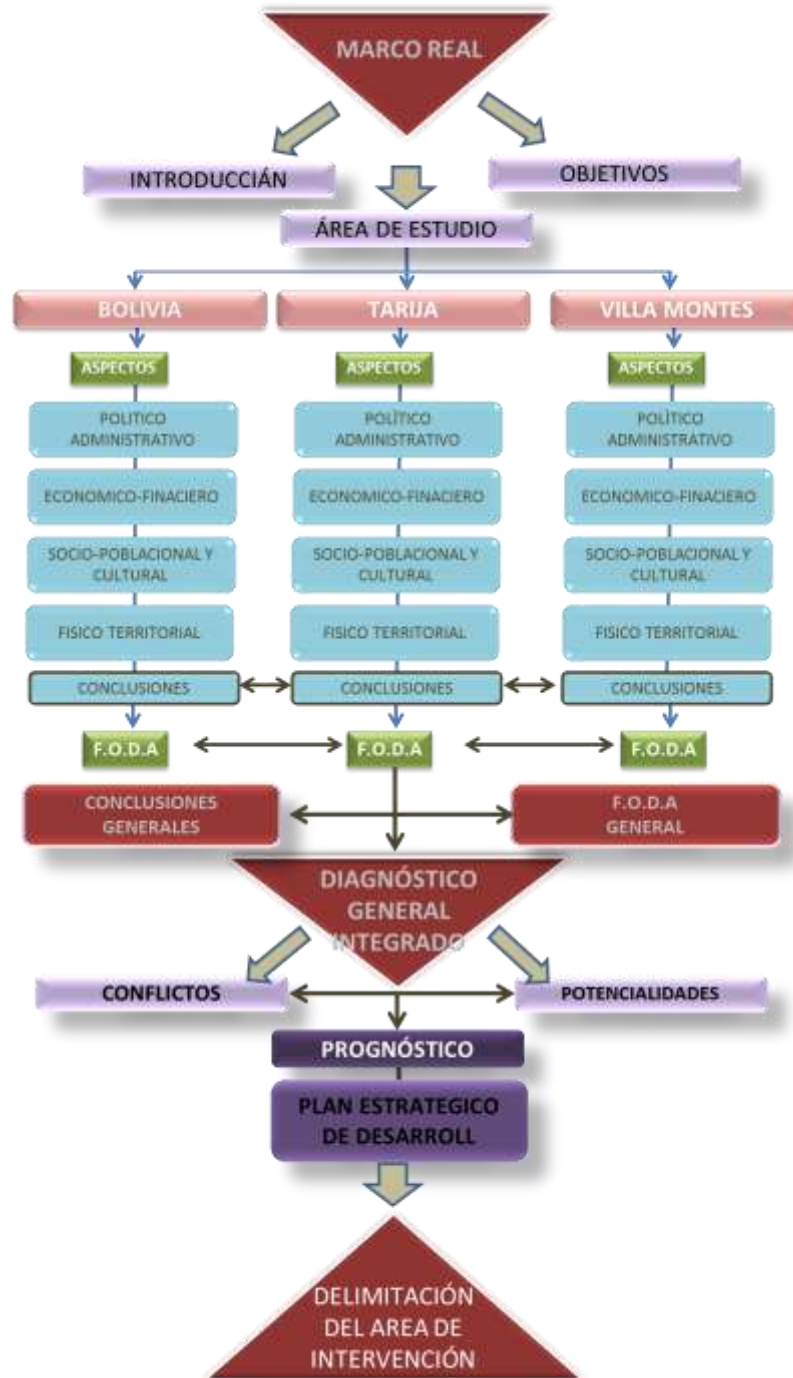 MARCO REAL
INTRODUCCIÁN
OBJETIVOS
ÁREA DE ESTUDIO
BOLIVIA
TARIJA
VILLA MONTES
ASPECTOS
ASPECTOS
ASPECTOS
POLITICO
ADMINISTRATIVO
POLÍTICO
ADMINISTRATIVO
POLÍTICO
ADMINISTRATIVO
ECONOMICO-FINACIERO
ECONOMICO-FINACIERO
ECONOMICO-FINACIERO
SOCIO-POBLACIONAL Y
CULTURAL
SOCIO-POBLACIONAL Y
CULTURAL
SOCIO-POBLACIONAL Y
CULTURAL
FISICO TERRITORIAL
FISICO TERRITORIAL
FISICO TERRITORIAL
CONCLUSIONES
CONCLUSIONES
CONCLUSIONES
F.O.D.A
F.O.D.A
F.O.D.A
CONCLUSIONES
GENERALES
F.O.D.A
GENERAL
DIAGNÓSTICO
GENERAL
INTEGRADO
CONFLICTOS
POTENCIALIDADES
PROGNÓSTICO
PLAN ESTRATEGICO
DE DESARROLL
DELIMITACIÓN
DEL AREA DE
INTERVENCIÓN